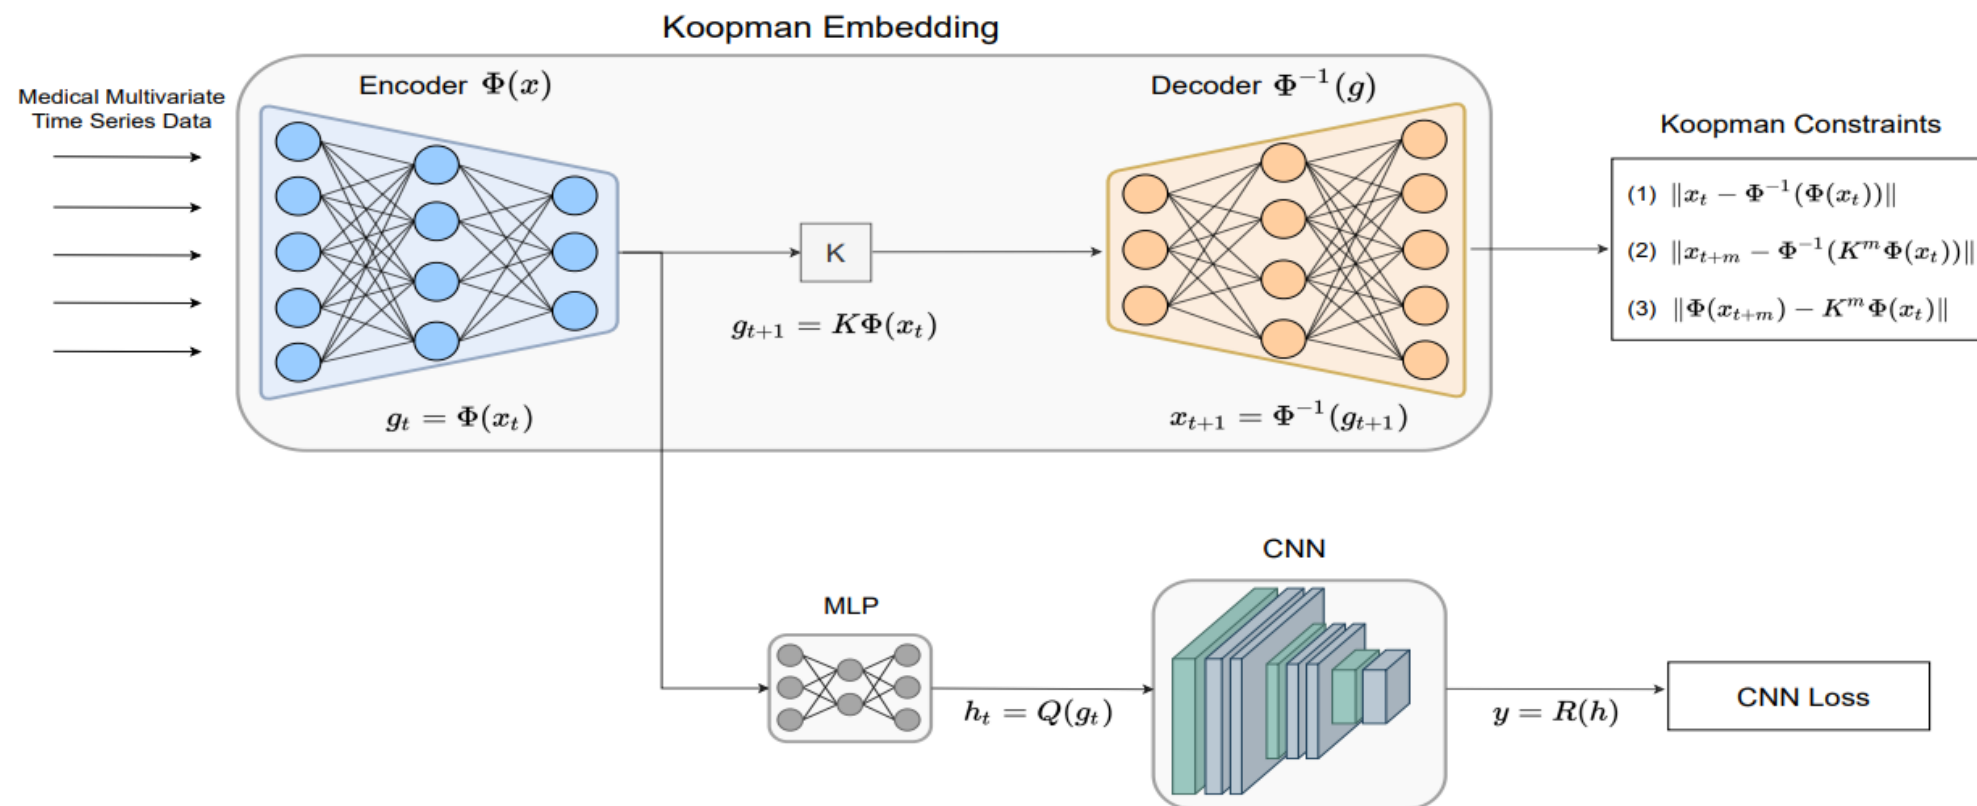 Koopman Embedding
Medical Multivariate
Time Series Data
Encoder Φ(x)
g_t = Φ(x_t)
K
g_{t+1} = KΦ(x_t)
Decoder Φ^{-1}(g)
x_{t+1} = Φ^{-1}(g_{t+1})
Koopman Constraints
(1) ‖x_t − Φ^{-1}(Φ(x_t))‖
(2) ‖x_{t+m} − Φ^{-1}(K^mΦ(x_t))‖
(3) ‖Φ(x_{t+m}) − K^mΦ(x_t)‖
MLP
h_t = Q(g_t)
CNN
y = R(h)
CNN Loss